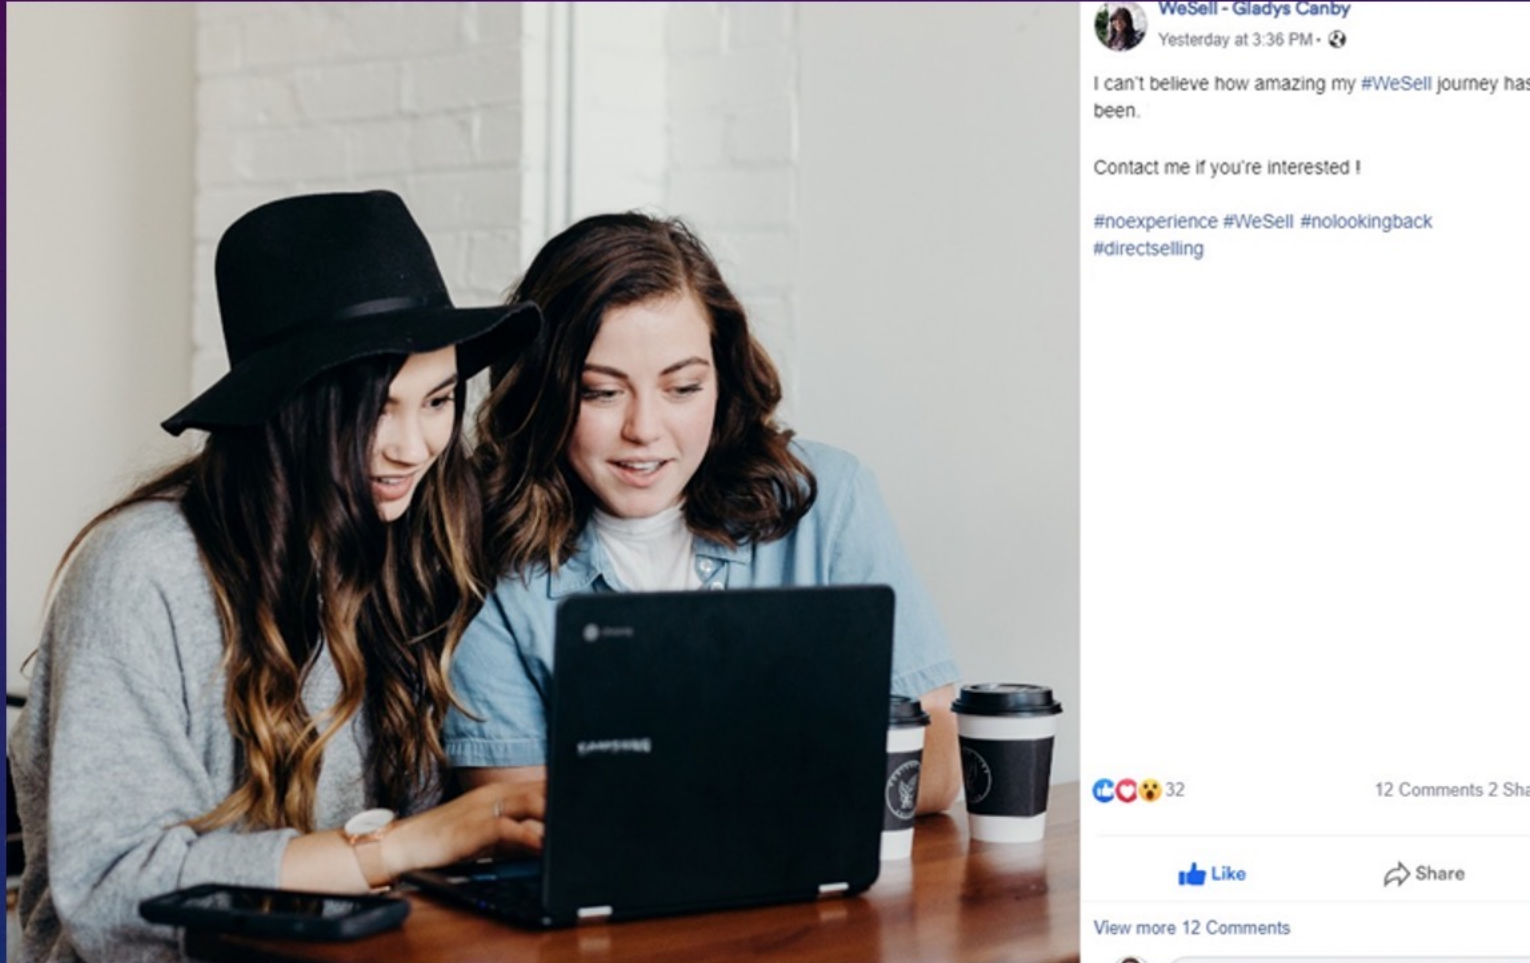 WeSell - Gladys Canby
Yesterday at 3:36 PM ·
I can't believe how amazing my #WeSell journey has
been.
Contact me if you're interested !
#noexperience #WeSell #nolookingback
#directselling
SAMSUNG
32
12 Comments 2 Sha
Like
Share
View more 12 Comments